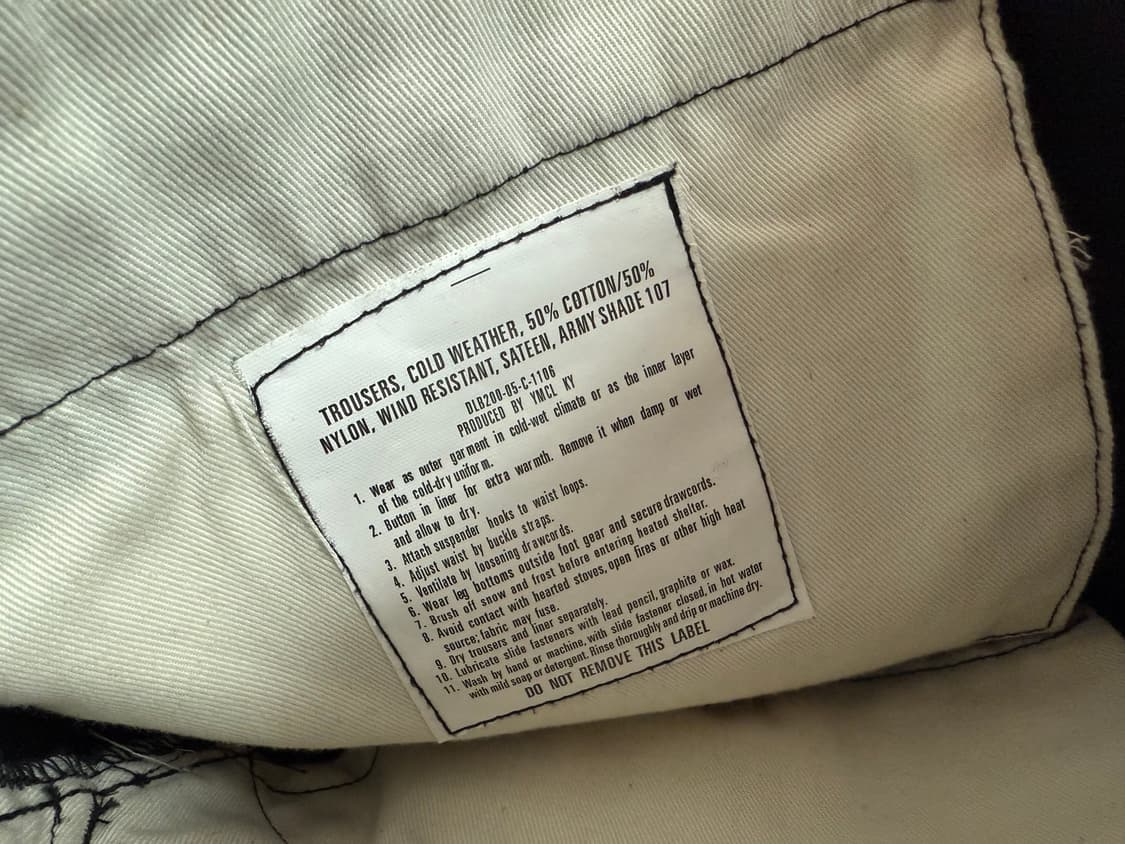 TROUSERS, COLD WEATHER, 50% COTTON/50%
NYLON, WIND RESISTANT, SATEEN, ARMY SHADE 107
DLB200-05-C-1106
PRODUCED BY YMCL KY
1. Wear as outer garment in cold-wet climate or as the inner layer
of the cold-dry uniform.
2. Button in liner for extra warmth. Remove it when damp or wet
and allow to dry.
3. Attach suspender hooks to waist loops.
4. Adjust waist by buckle straps.
5. Ventilate by loosening drawcords.
6. Wear leg bottoms outside foot gear and secure drawcords.
7. Brush off snow and frost before entering heated shelter.
8. Avoid contact with hearted stoves, open fires or other high heat
source; fabric may fuse.
9. Dry trousers and liner separately.
10. Lubricate slide fasteners with lead pencil, graphite or wax.
11. Wash by hand or machine, with slide fastener closed, in hot water
with mild soap or detergent. Rinse thoroughly and drip or machine dry.
DO NOT REMOVE THIS LABEL